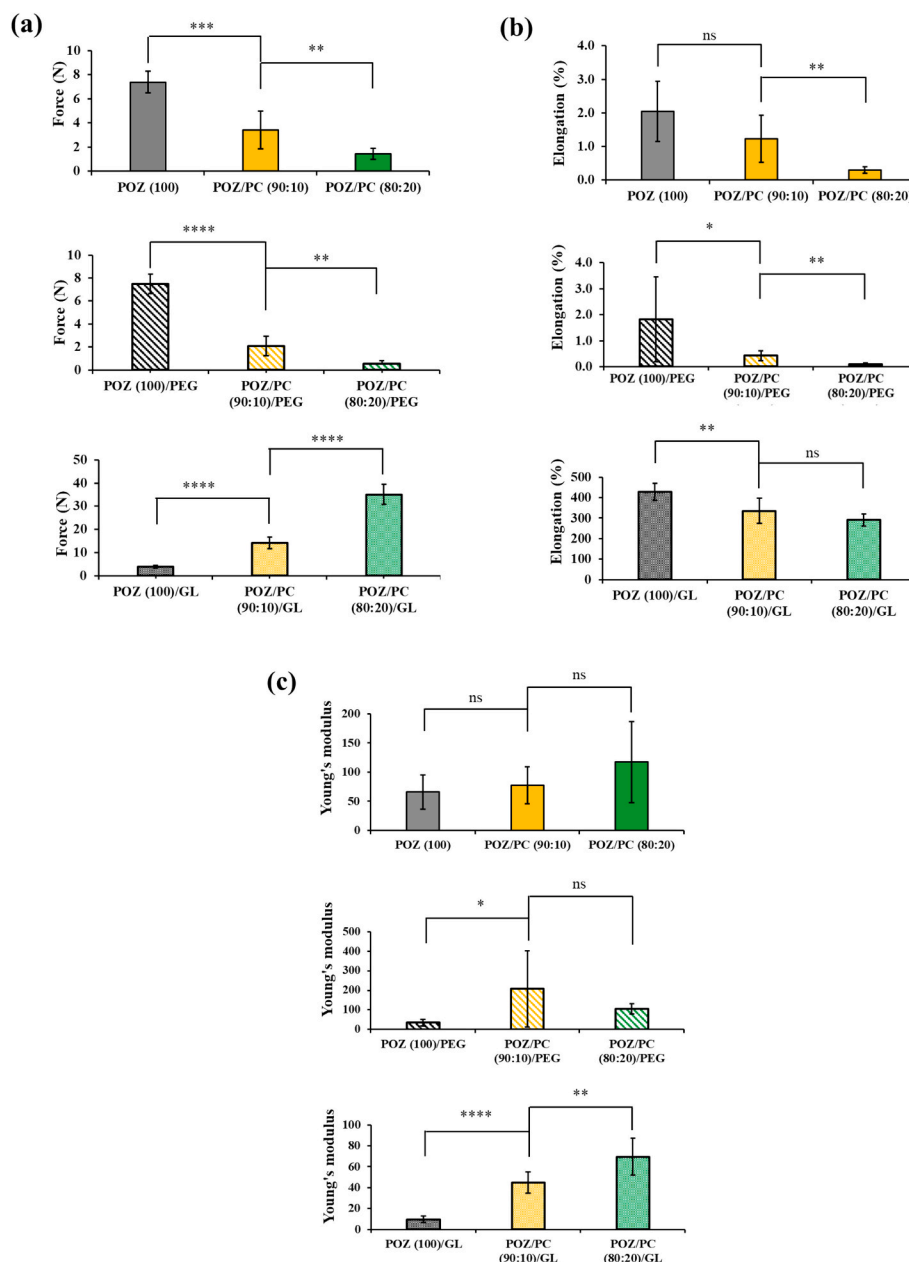 (a)
***
**
Force (N)
10
8
6
4
2
0
POZ (100)
POZ/PC (90:10)
POZ/PC (80:20)
****
**
Force (N)
10
8
6
4
2
0
POZ (100)/PEG
POZ/PC
(90:10)/PEG
POZ/PC
(80:20)/PEG
****
****
Force (N)
50
40
30
20
10
0
POZ (100)/GL
POZ/PC
(90:10)/GL
POZ/PC
(80:20)/GL
(b)
ns
**
Elongation (%)
4.0
3.0
2.0
1.0
0.0
POZ (100)
POZ/PC (90:10)
POZ/PC (80:20)
*
**
Elongation (%)
4.0
3.0
2.0
1.0
0.0
POZ (100)/PEG
POZ/PC
(90:10)/PEG
POZ/PC
(80:20)/PEG
**
ns
Elongation (%)
500
400
300
200
100
0
POZ (100)/GL
POZ/PC
(90:10)/GL
POZ/PC
(80:20)/GL
(c)
ns
ns
Young's modulus
200
150
100
50
0
POZ (100)
POZ/PC (90:10)
POZ/PC (80:20)
*
ns
Young's modulus
500
400
300
200
100
0
POZ (100)/PEG
POZ/PC
(90:10)/PEG
POZ/PC
(80:20)/PEG
****
**
Young's modulus
100
80
60
40
20
0
POZ (100)/GL
POZ/PC
(90:10)/GL
POZ/PC
(80:20)/GL